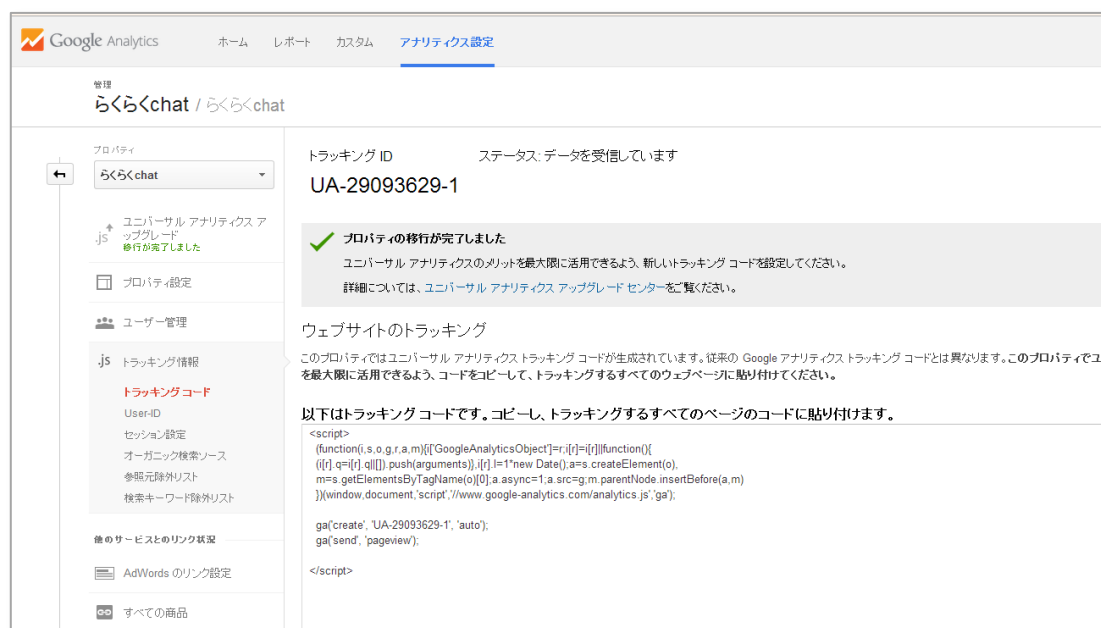 Google Analytics ホーム レポート カスタム アナリティクス設定
管理
らくらくchat / らくらくchat
プロパティ
らくらくchat
.js ユニバーサル アナリティクス ア
ップグレード
移行が完了しました
プロパティ設定
ユーザー管理
.js トラッキング情報
トラッキング コード
User-ID
セッション設定
オーガニック検索ソース
参照元除外リスト
検索キーワード除外リスト
他のサービスとのリンク状況
AdWords のリンク設定
すべての商品
トラッキング ID ステータス: データを受信しています
UA-29093629-1
プロパティの移行が完了しました
ユニバーサル アナリティクスのメリットを最大限に活用できるよう、新しいトラッキング コードを設定してください。
詳細については、ユニバーサル アナリティクス アップグレード センターをご覧ください。
ウェブサイトのトラッキング
このプロパティではユニバーサル アナリティクス トラッキング コードが生成されています。従来の Google アナリティクス トラッキング コードとは異なります。このプロパティでユ
を最大限に活用できるよう、コードをコピーして、トラッキングするすべてのウェブページに貼り付けてください。
以下はトラッキング コードです。コピーし、トラッキングするすべてのページのコードに貼り付けます。
<script>
(function(i,s,o,g,r,a,m){i['GoogleAnalyticsObject']=r;i[r]=i[r]||function(){
(i[r].q=i[r].q||[]).push(arguments)},i[r].l=1*new Date();a=s.createElement(o),
m=s.getElementsByTagName(o)[0];a.async=1;a.src=g;m.parentNode.insertBefore(a,m)
})(window,document,'script','//www.google-analytics.com/analytics.js','ga');
ga('create', 'UA-29093629-1', 'auto');
ga('send', 'pageview');
</script>